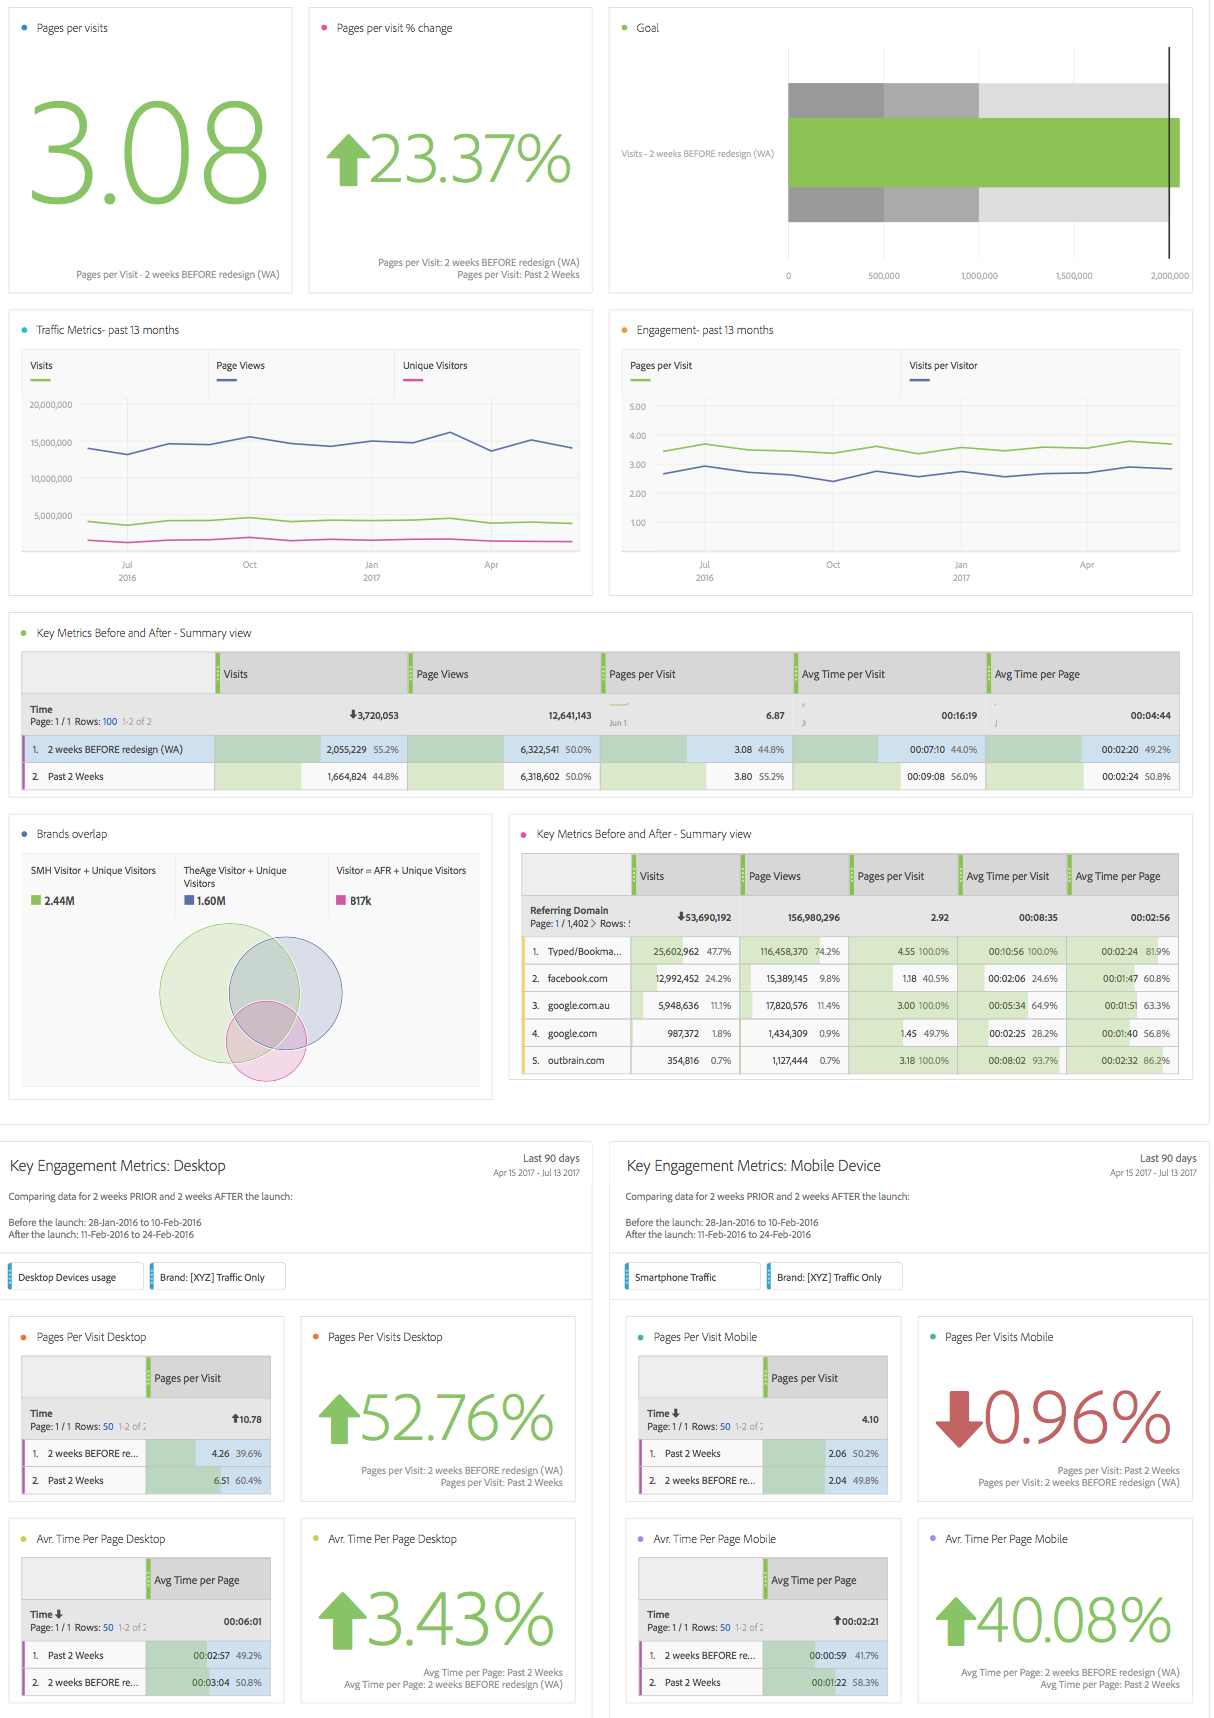 Pages per visits
3.08
Pages per Visit - 2 weeks BEFORE redesign (WA)
Pages per visit % change
23.37%
Pages per Visit: 2 weeks BEFORE redesign (WA)
Pages per Visit: Past 2 Weeks
Goal
Visits - 2 weeks BEFORE redesign (WA)
0 500,000 1,000,000 1,500,000 2,000,000
Traffic Metrics- past 13 months
Visits Page Views Unique Visitors
20,000,000
15,000,000
10,000,000
5,000,000
Jul Oct Jan Apr
2016 2017
Engagement- past 13 months
Pages per Visit Visits per Visitor
5.00
4.00
3.00
2.00
1.00
Jul Oct Jan Apr
2016 2017
Key Metrics Before and After - Summary view
Visits Page Views Pages per Visit Avg Time per Visit Avg Time per Page
Time
Page: 1 / 1 Rows: 100 1-2 of 2
3,720,053 12,641,143 6.87 00:16:19 00:04:44
Jun 1
1. 2 weeks BEFORE redesign (WA) 2,055,229 55.2% 6,322,541 50.0% 3.08 44.8% 00:07:10 44.0% 00:02:20 49.2%
2. Past 2 Weeks 1,664,824 44.8% 6,318,602 50.0% 3.80 55.2% 00:09:08 56.0% 00:02:24 50.8%
Brands overlap
SMH Visitor + Unique Visitors
2.44M
TheAge Visitor + Unique
Visitors
1.60M
Visitor = AFR + Unique Visitors
817k
Key Metrics Before and After - Summary view
Visits Page Views Pages per Visit Avg Time per Visit Avg Time per Page
Referring Domain
Page: 1 / 1,402 > Rows:
53,690,192 156,980,296 2.92 00:08:35 00:02:56
1. Typed/Bookma... 25,602,962 47.7% 116,458,370 74.2% 4.55 100.0% 00:10:56 100.0% 00:02:24 81.9%
2. facebook.com 12,992,452 24.2% 15,389,145 9.8% 1.18 40.5% 00:02:06 24.6% 00:01:47 60.8%
3. google.com.au 5,948,636 11.1% 17,820,576 11.4% 3.00 100.0% 00:05:34 64.9% 00:01:51 63.3%
4. google.com 987,372 1.8% 1,434,309 0.9% 1.45 49.7% 00:02:25 28.2% 00:01:40 56.8%
5. outbrain.com 354,816 0.7% 1,127,444 0.7% 3.18 100.0% 00:08:02 93.7% 00:02:32 86.2%
Key Engagement Metrics: Desktop
Last 90 days
Apr 15 2017 - Jul 13 2017
Comparing data for 2 weeks PRIOR and 2 weeks AFTER the launch:
Before the launch: 28-Jan-2016 to 10-Feb-2016
After the launch: 11-Feb-2016 to 24-Feb-2016
Desktop Devices usage
Brand: [XYZ] Traffic Only
Pages Per Visit Desktop
Pages per Visit
Time
Page: 1 / 1 Rows: 50 1-2 of
10.78
1. 2 weeks BEFORE re... 4.26 39.6%
2. Past 2 Weeks 6.51 60.4%
Pages Per Visits Desktop
52.76%
Pages per Visit: 2 weeks BEFORE redesign (WA)
Pages per Visit: Past 2 Weeks
Avr. Time Per Page Desktop
Avg Time per Page
Time
Page: 1 / 1 Rows: 50 1-2 of
00:06:01
1. Past 2 Weeks 00:02:57 49.2%
2. 2 weeks BEFORE re... 00:03:04 50.8%
Avr. Time Per Page Desktop
3.43%
Avg Time per Page: Past 2 Weeks
Avg Time per Page: 2 weeks BEFORE redesign (WA)
Key Engagement Metrics: Mobile Device
Last 90 days
Apr 15 2017 - Jul 13 2017
Comparing data for 2 weeks PRIOR and 2 weeks AFTER the launch:
Before the launch: 28-Jan-2016 to 10-Feb-2016
After the launch: 11-Feb-2016 to 24-Feb-2016
Smartphone Traffic
Brand: [XYZ] Traffic Only
Pages Per Visit Mobile
Pages per Visit
Time
Page: 1 / 1 Rows: 50 1-2 of
4.10
1. Past 2 Weeks 2.06 50.2%
2. 2 weeks BEFORE re... 2.04 49.8%
Pages Per Visits Mobile
0.96%
Pages per Visit: Past 2 Weeks
Pages per Visit: 2 weeks BEFORE redesign (WA)
Avr. Time Per Page Mobile
Avg Time per Page
Time
Page: 1 / 1 Rows: 50 1-2 of
00:02:21
1. 2 weeks BEFORE re... 00:00:59 41.7%
2. Past 2 Weeks 00:01:22 58.3%
Avr. Time Per Page Mobile
40.08%
Avg Time per Page: 2 weeks BEFORE redesign (WA)
Avg Time per Page: Past 2 Weeks